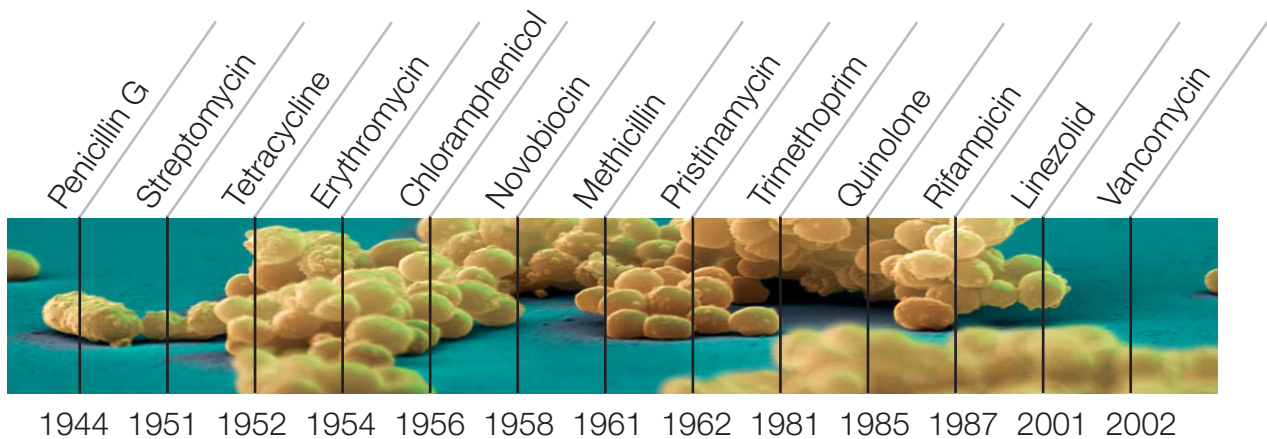 Penicillin G
Streptomycin
Tetracycline
Erythromycin
Chloramphenicol
Novobiocin
Methicillin
Pristinamycin
Trimethoprim
Quinolone
Rifampicin
Linezolid
Vancomycin
1944 1951 1952 1954 1956 1958 1961 1962 1981 1985 1987 2001 2002